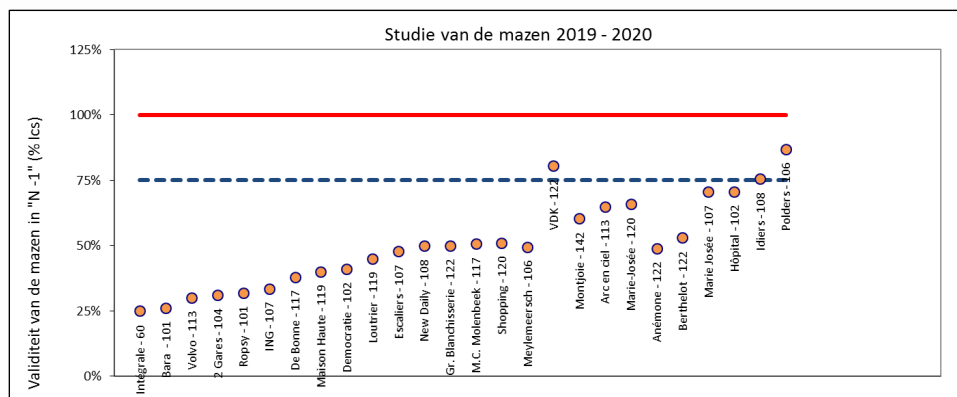 Studie van de mazen 2019 - 2020
Validiteit van de mazen in "N -1" (% Ics)
125%
100%
75%
50%
25%
0%
Integrale - 60
Bara - 101
Volvo - 113
2 Gares - 104
Ropsy - 101
ING - 107
De Bonne - 117
Maison Haute - 119
Democratie - 102
Loutrier - 119
Escaliers - 107
New Daily - 108
Gr. Blanchisserie - 122
M.C. Molenbeek - 117
Shopping - 120
Meylemeersch - 106
VDK - 122
Montjoie - 142
Arc en ciel - 113
Marie-Josée - 120
Anémone - 122
Berthelot - 122
Marie Josée - 107
Hôpital - 102
Idiers - 108
Polders - 106